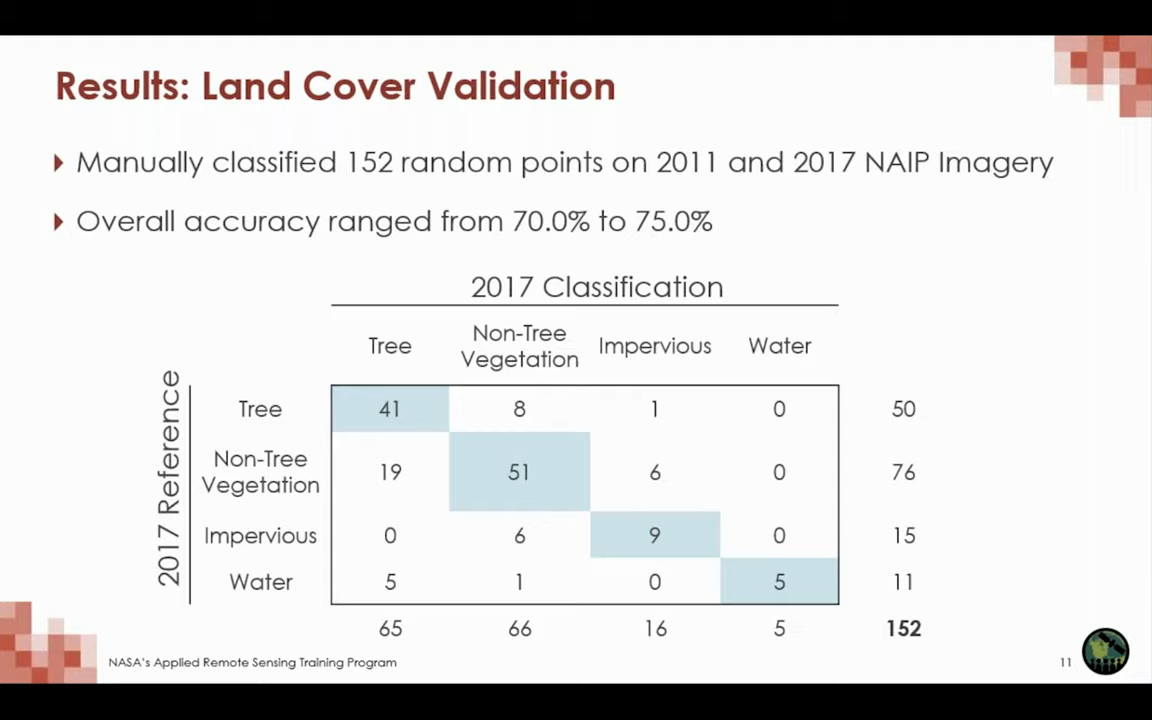 Results: Land Cover Validation
Manually classified 152 random points on 2011 and 2017 NAIP Imagery
Overall accuracy ranged from 70.0% to 75.0%
2017 Classification
Tree Non-Tree Vegetation Impervious Water
2017 Reference
Tree 41 8 1 0 50
Non-Tree Vegetation 19 51 6 0 76
Impervious 0 6 9 0 15
Water 5 1 0 5 11
65 66 16 5 152
NASA's Applied Remote Sensing Training Program 11